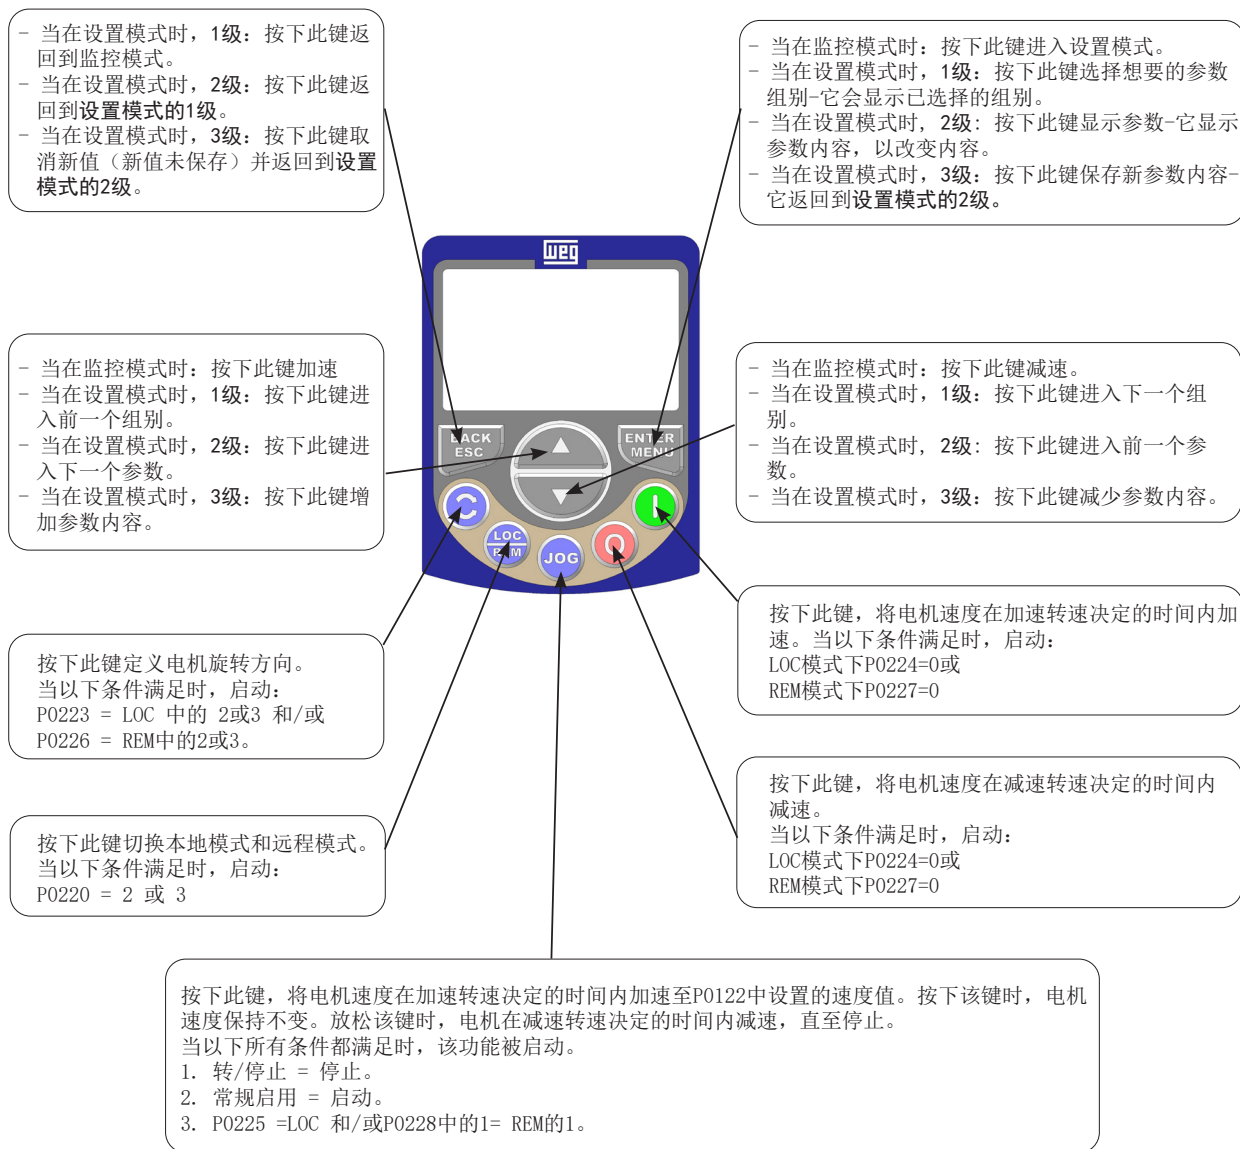 - 当在设置模式时，1级：按下此键返
回到监控模式。
- 当在设置模式时，2级：按下此键返
回到设置模式的1级。
- 当在设置模式时，3级：按下此键取
消新值（新值未保存）并返回到设置
模式的2级。
- 当在监控模式时：按下此键进入设置模式。
- 当在设置模式时，1级：按下此键选择想要的参数
组别-它会显示已选择的组别。
- 当在设置模式时，2级：按下此键显示参数-它显示
参数内容，以改变内容。
- 当在设置模式时，3级：按下此键保存新参数内容-
它返回到设置模式的2级。
weg
- 当在监控模式时：按下此键加速
- 当在设置模式时，1级：按下此键进
入前一个组别。
- 当在设置模式时，2级：按下此键进
入下一个参数。
- 当在设置模式时，3级：按下此键增
加参数内容。
- 当在监控模式时：按下此键减速。
- 当在设置模式时，1级：按下此键进入下一个组
别。
- 当在设置模式时，2级：按下此键进入前一个参
数。
- 当在设置模式时，3级：按下此键减少参数内容。
BACK
ESC
ENTER
MENU
LOC
REM
JOG
按下此键定义电机旋转方向。
当以下条件满足时，启动：
P0223 = LOC 中的 2或3 和/或
P0226 = REM中的2或3。
按下此键，将电机速度在加速转速决定的时间内加
速。当以下条件满足时，启动：
LOC模式下P0224=0或
REM模式下P0227=0
按下此键切换本地模式和远程模式。
当以下条件满足时，启动：
P0220 = 2 或 3
按下此键，将电机速度在减速转速决定的时间内
减速。
当以下条件满足时，启动：
LOC模式下P0224=0或
REM模式下P0227=0
按下此键，将电机速度在加速转速决定的时间内加速至P0122中设置的速度值。按下该键时，电机
速度保持不变。放松该键时，电机在减速转速决定的时间内减速，直至停止。
当以下所有条件都满足时，该功能被启动。
1. 转/停止 = 停止。
2. 常规启用 = 启动。
3. P0225 =LOC 和/或P0228中的1= REM的1。